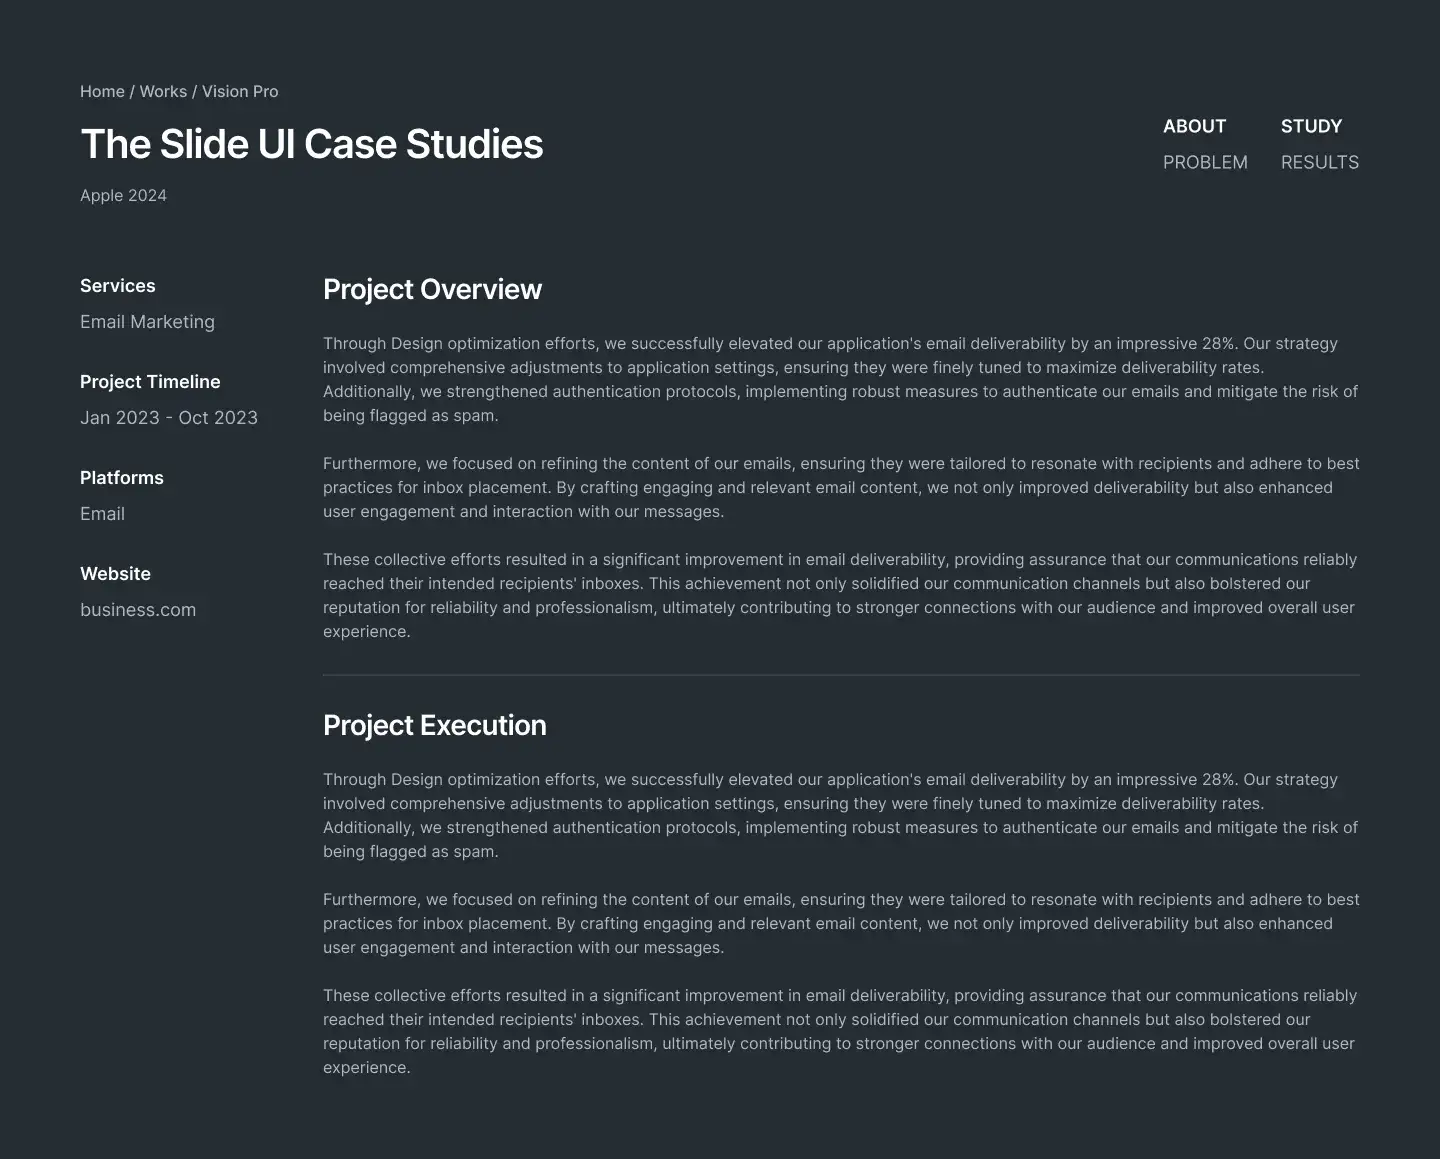 Home / Works / Vision Pro
The Slide UI Case Studies
Apple 2024
ABOUT
STUDY
PROBLEM
RESULTS
Services
Email Marketing
Project Timeline
Jan 2023 - Oct 2023
Platforms
Email
Website
business.com
Project Overview
Through Design optimization efforts, we successfully elevated our application's email deliverability by an impressive 28%. Our strategy
involved comprehensive adjustments to application settings, ensuring they were finely tuned to maximize deliverability rates.
Additionally, we strengthened authentication protocols, implementing robust measures to authenticate our emails and mitigate the risk of
being flagged as spam.
Furthermore, we focused on refining the content of our emails, ensuring they were tailored to resonate with recipients and adhere to best
practices for inbox placement. By crafting engaging and relevant email content, we not only improved deliverability but also enhanced
user engagement and interaction with our messages.
These collective efforts resulted in a significant improvement in email deliverability, providing assurance that our communications reliably
reached their intended recipients' inboxes. This achievement not only solidified our communication channels but also bolstered our
reputation for reliability and professionalism, ultimately contributing to stronger connections with our audience and improved overall user
experience.
Project Execution
Through Design optimization efforts, we successfully elevated our application's email deliverability by an impressive 28%. Our strategy
involved comprehensive adjustments to application settings, ensuring they were finely tuned to maximize deliverability rates.
Additionally, we strengthened authentication protocols, implementing robust measures to authenticate our emails and mitigate the risk of
being flagged as spam.
Furthermore, we focused on refining the content of our emails, ensuring they were tailored to resonate with recipients and adhere to best
practices for inbox placement. By crafting engaging and relevant email content, we not only improved deliverability but also enhanced
user engagement and interaction with our messages.
These collective efforts resulted in a significant improvement in email deliverability, providing assurance that our communications reliably
reached their intended recipients' inboxes. This achievement not only solidified our communication channels but also bolstered our
reputation for reliability and professionalism, ultimately contributing to stronger connections with our audience and improved overall user
experience.